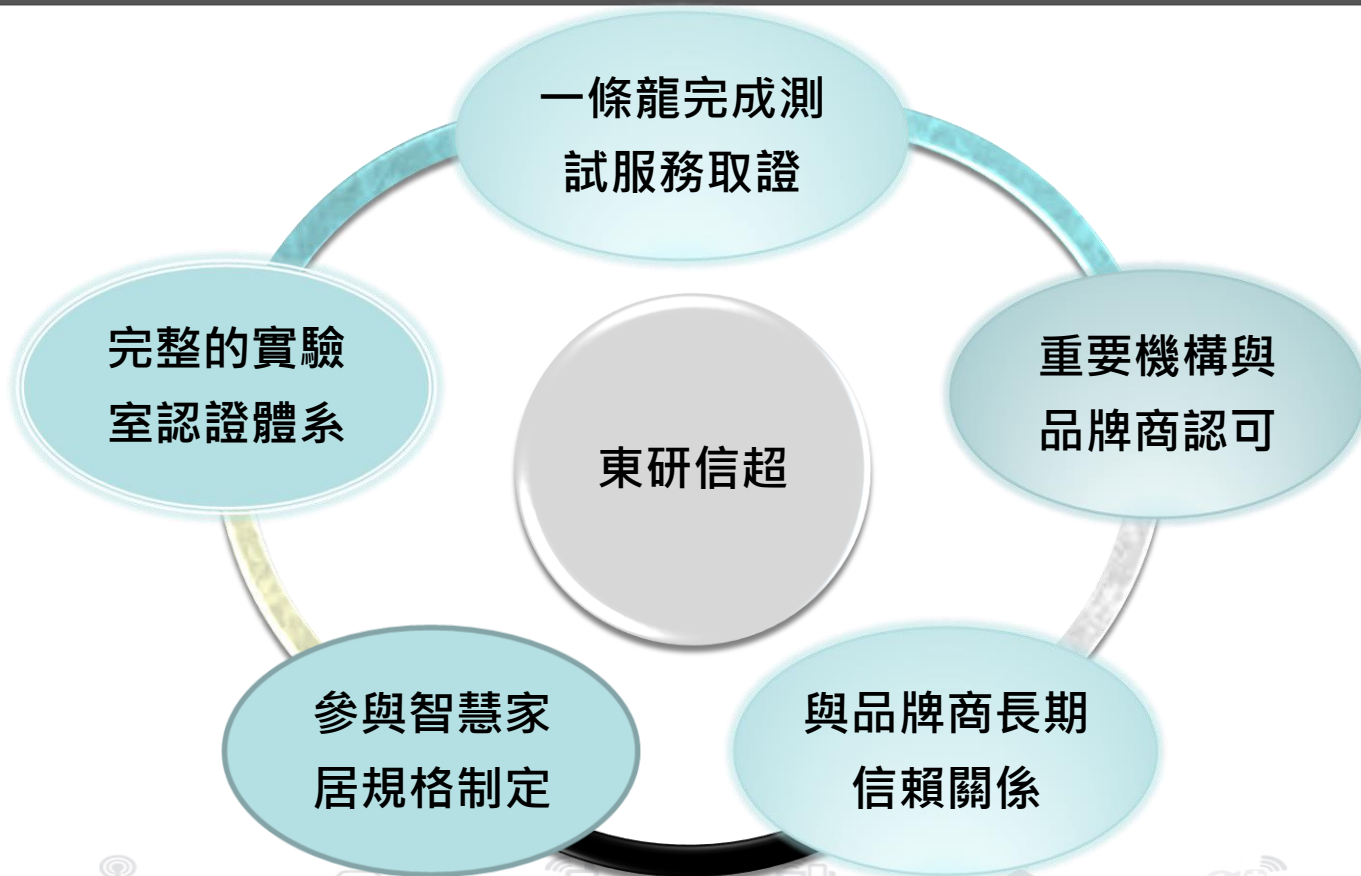 一條龍完成測
試服務取證
完整的實驗
室認證體系
重要機構與
品牌商認可
東研信超
參與智慧家
居規格制定
與品牌商長期
信賴關係